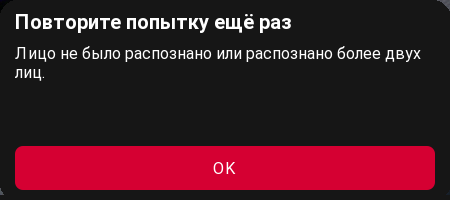 Повторите попытку ещё раз
Лицо не было распознано или распознано более двух
лиц.
OK